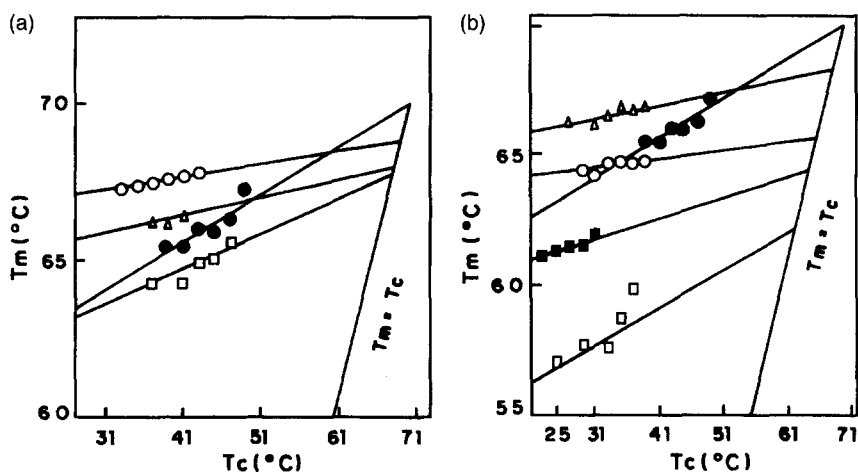 (a)
70
65
60
Tm (°C)
31 41 51 61 71
Tc (°C)
Tm = Tc
(b)
65
60
55
Tm (°C)
25 31 41 51 61 71
Tc (°C)
Tm = Tc